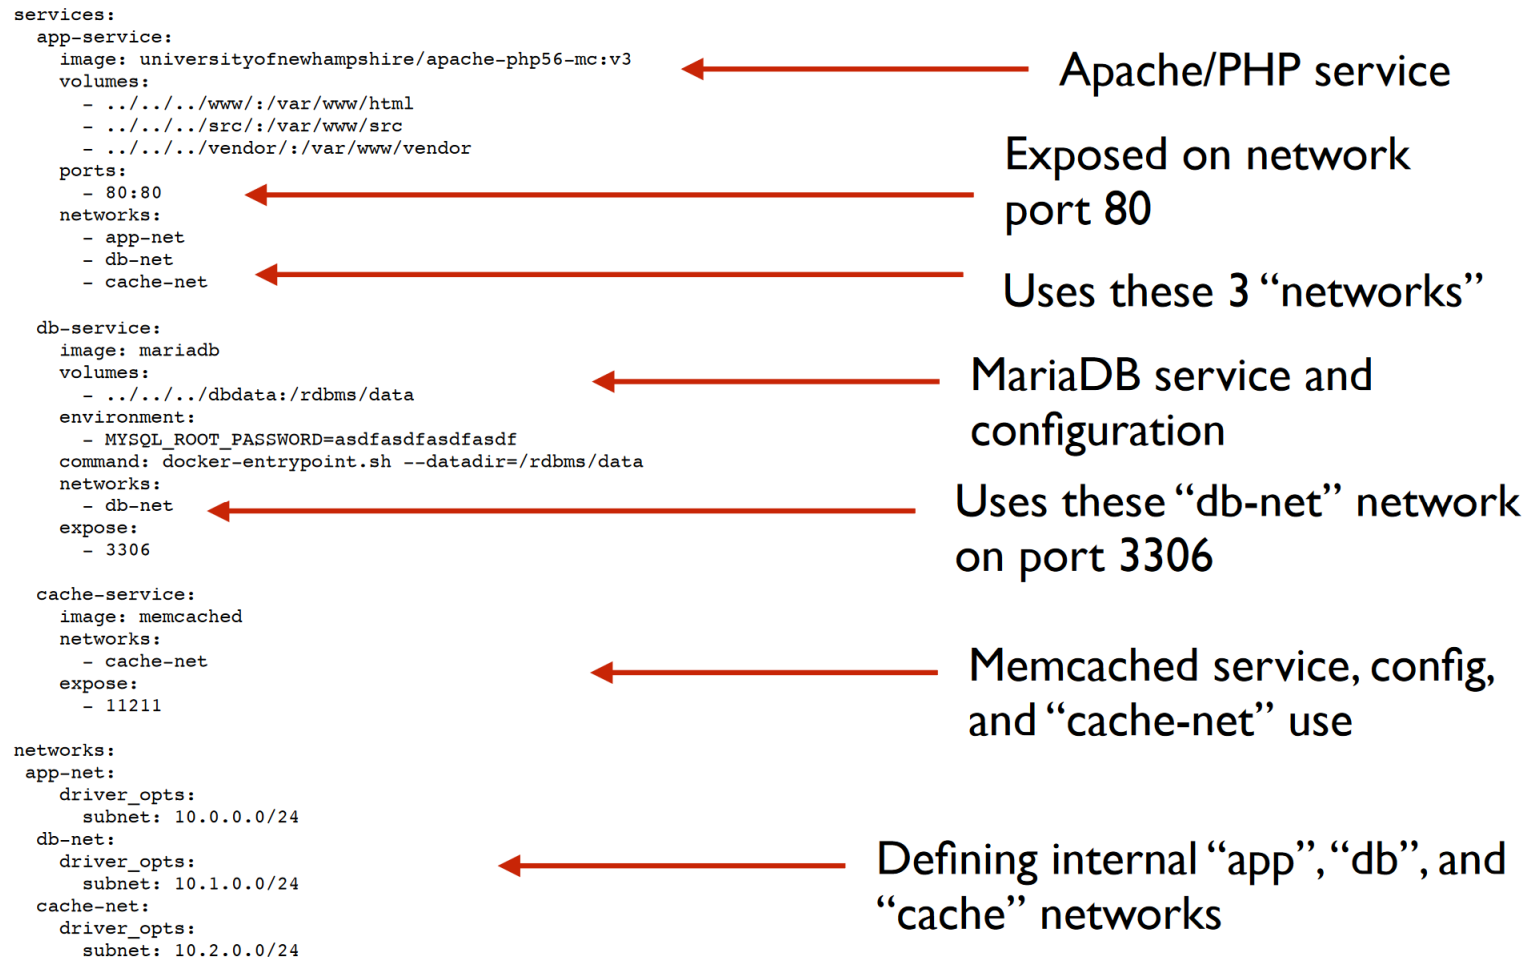 services:
  app-service:
    image: universityofnewhampshire/apache-php56-mc:v3
    volumes:
      - ../../../www/:/var/www/html
      - ../../../src/:/var/www/src
      - ../../../vendor/:/var/www/vendor
    ports:
      - 80:80
    networks:
      - app-net
      - db-net
      - cache-net
  db-service:
    image: mariadb
    volumes:
      - ../../../dbdata:/rdbms/data
    environment:
      - MYSQL_ROOT_PASSWORD=asdfasdfasdfasdf
    command: docker-entrypoint.sh --datadir=/rdbms/data
    networks:
      - db-net
    expose:
      - 3306
  cache-service:
    image: memcached
    networks:
      - cache-net
    expose:
      - 11211
networks:
 app-net:
    driver_opts:
      subnet: 10.0.0.0/24
  db-net:
    driver_opts:
      subnet: 10.1.0.0/24
  cache-net:
    driver_opts:
      subnet: 10.2.0.0/24
Apache/PHP service
Exposed on network
port 80
Uses these 3 “networks”
MariaDB service and
configuration
Uses these “db-net” network
on port 3306
Memcached service, config,
and “cache-net” use
Defining internal “app”, “db”, and
“cache” networks